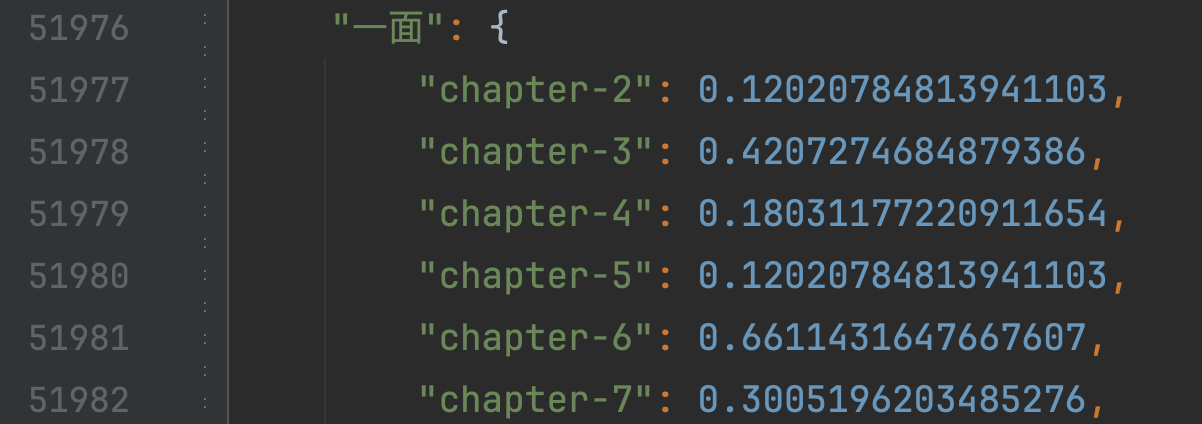 51976 "一面": {
51977 "chapter-2": 0.12020784813941103,
51978 "chapter-3": 0.4207274684879386,
51979 "chapter-4": 0.18031177220911654,
51980 "chapter-5": 0.12020784813941103,
51981 "chapter-6": 0.6611431647667607,
51982 "chapter-7": 0.3005196203485276,